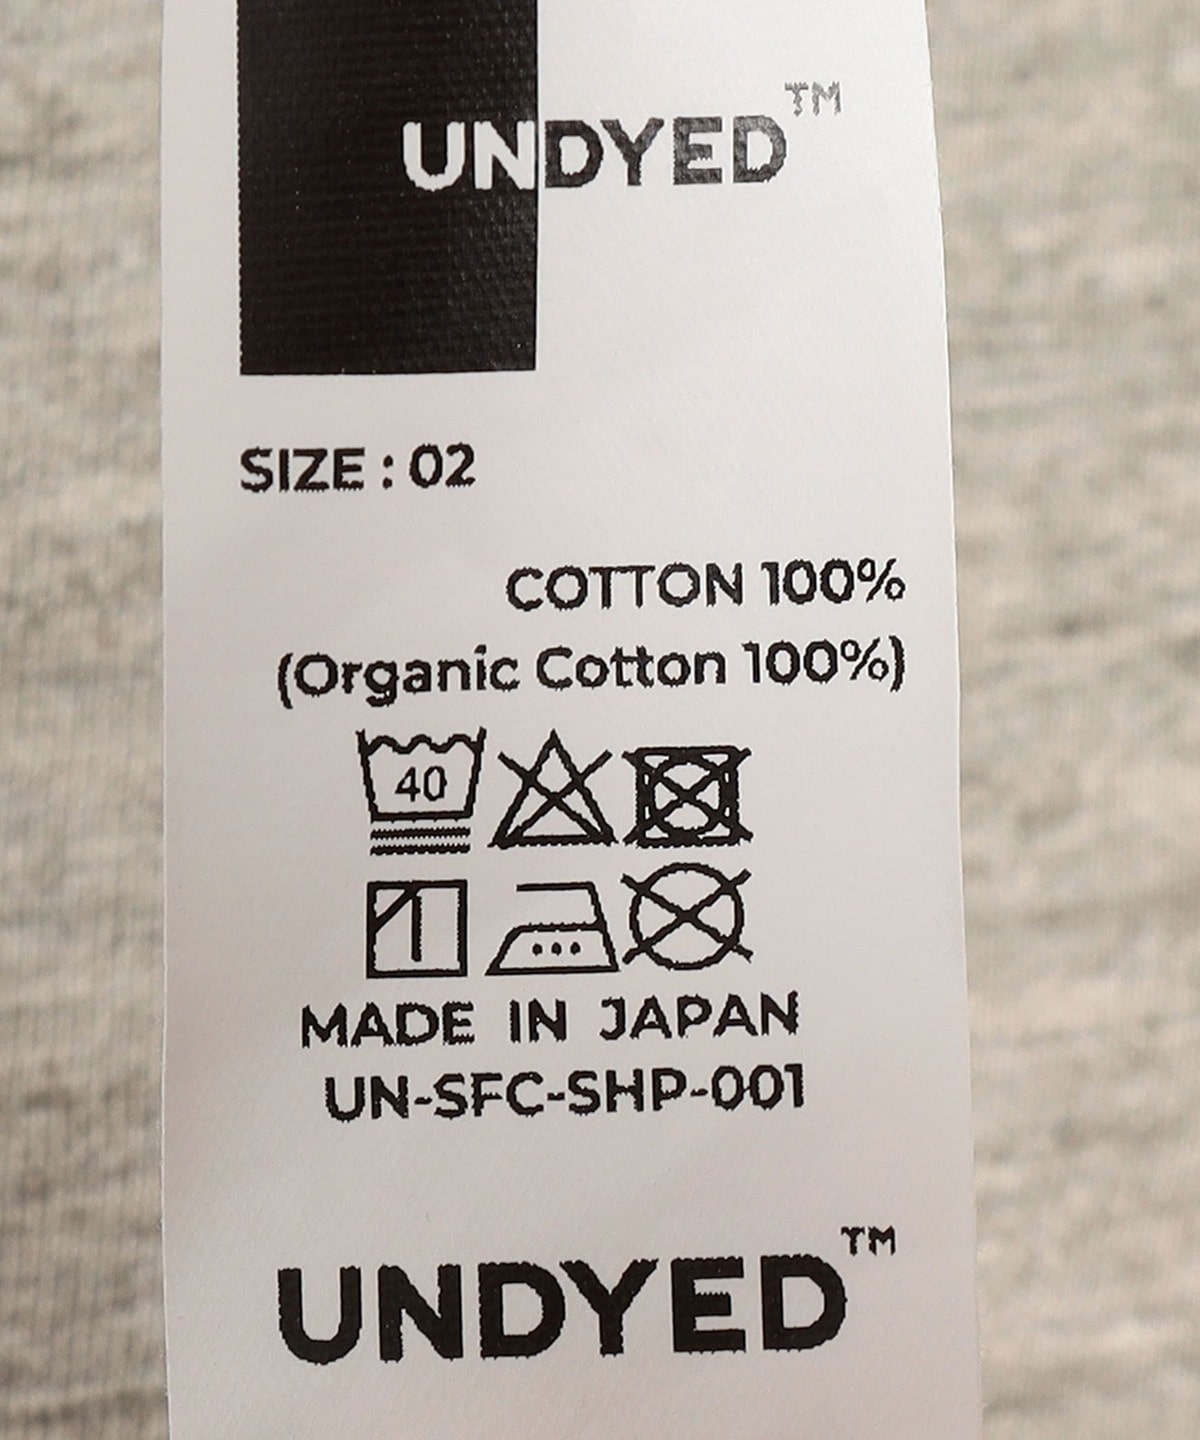 UNDYED™
SIZE : 02
COTTON 100%
(Organic Cotton 100%)
40
MADE IN JAPAN
UN-SFC-SHP-001
UNDYED™